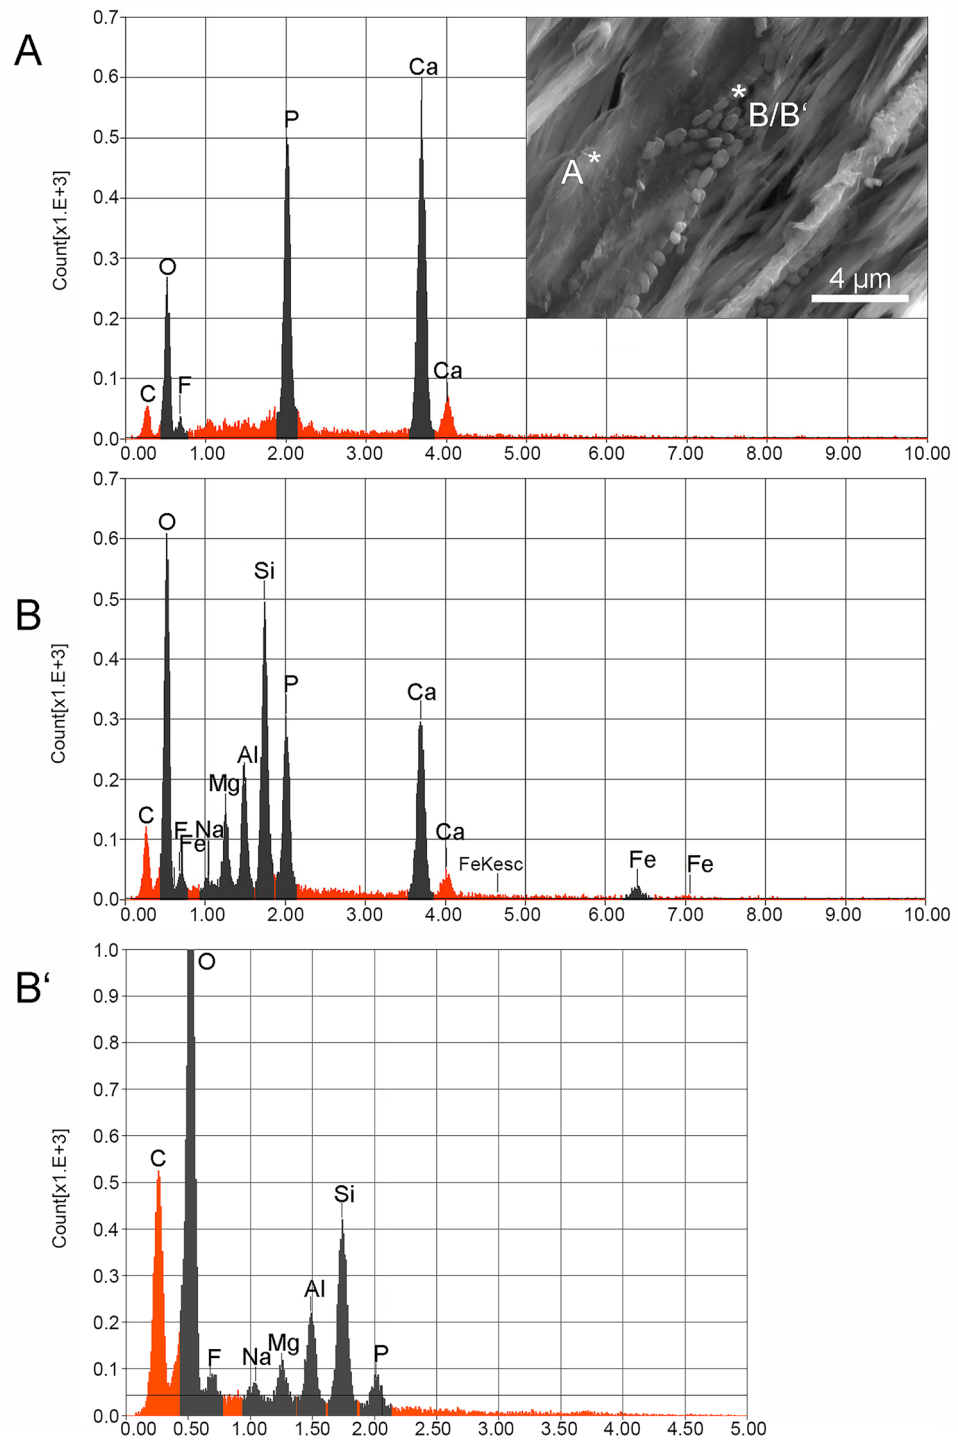 A
Count[x1.E+3]
0.7
0.6
0.5
0.4
0.3
0.2
0.1
0.0
C
O
F
P
Ca
Ca
A*
*
B/B‘
4 µm
0.00 1.00 2.00 3.00 4.00 5.00 6.00 7.00 8.00 9.00 10.00
B
Count[x1.E+3]
0.7
0.6
0.5
0.4
0.3
0.2
0.1
0.0
C
O
F
Fe
Na
Mg
Al
Si
P
Ca
Ca
FeKesc
Fe
Fe
0.00 1.00 2.00 3.00 4.00 5.00 6.00 7.00 8.00 9.00 10.00
B‘
Count[x1.E+3]
1.0
0.9
0.8
0.7
0.6
0.5
0.4
0.3
0.2
0.1
0.0
C
O
F
Na
Mg
Al
Si
P
0.00 0.50 1.00 1.50 2.00 2.50 3.00 3.50 4.00 4.50 5.00